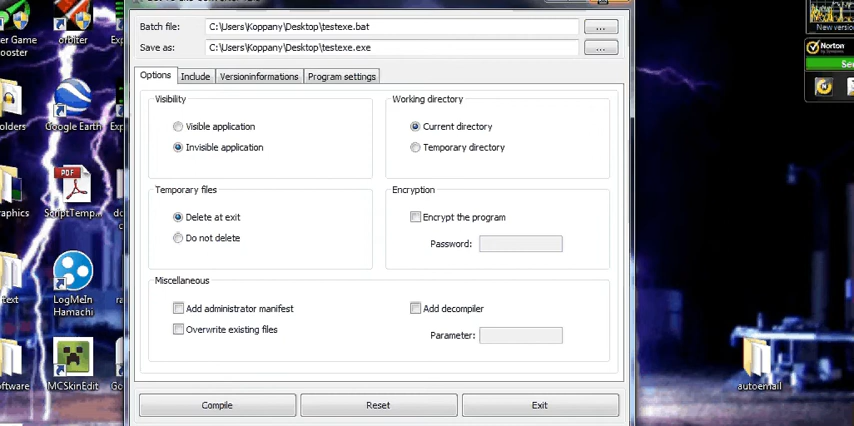 Batch file:
C:\Users\Koppany\Desktop\testexe.bat
...
Save as:
C:\Users\Koppany\Desktop\testexe.exe
...
Options
Include
Versioninformations
Program settings
Visibility
Visible application
Invisible application
Working directory
Current directory
Temporary directory
Temporary files
Delete at exit
Do not delete
Encryption
Encrypt the program
Password:
Miscellaneous
Add administrator manifest
Overwrite existing files
Add decompiler
Parameter:
Compile
Reset
Exit
orbiter
Google Earth
PDF
ScriptTemp...
LogMeIn
Hamachi
MCSkinEdit
autoemail
New version
Norton